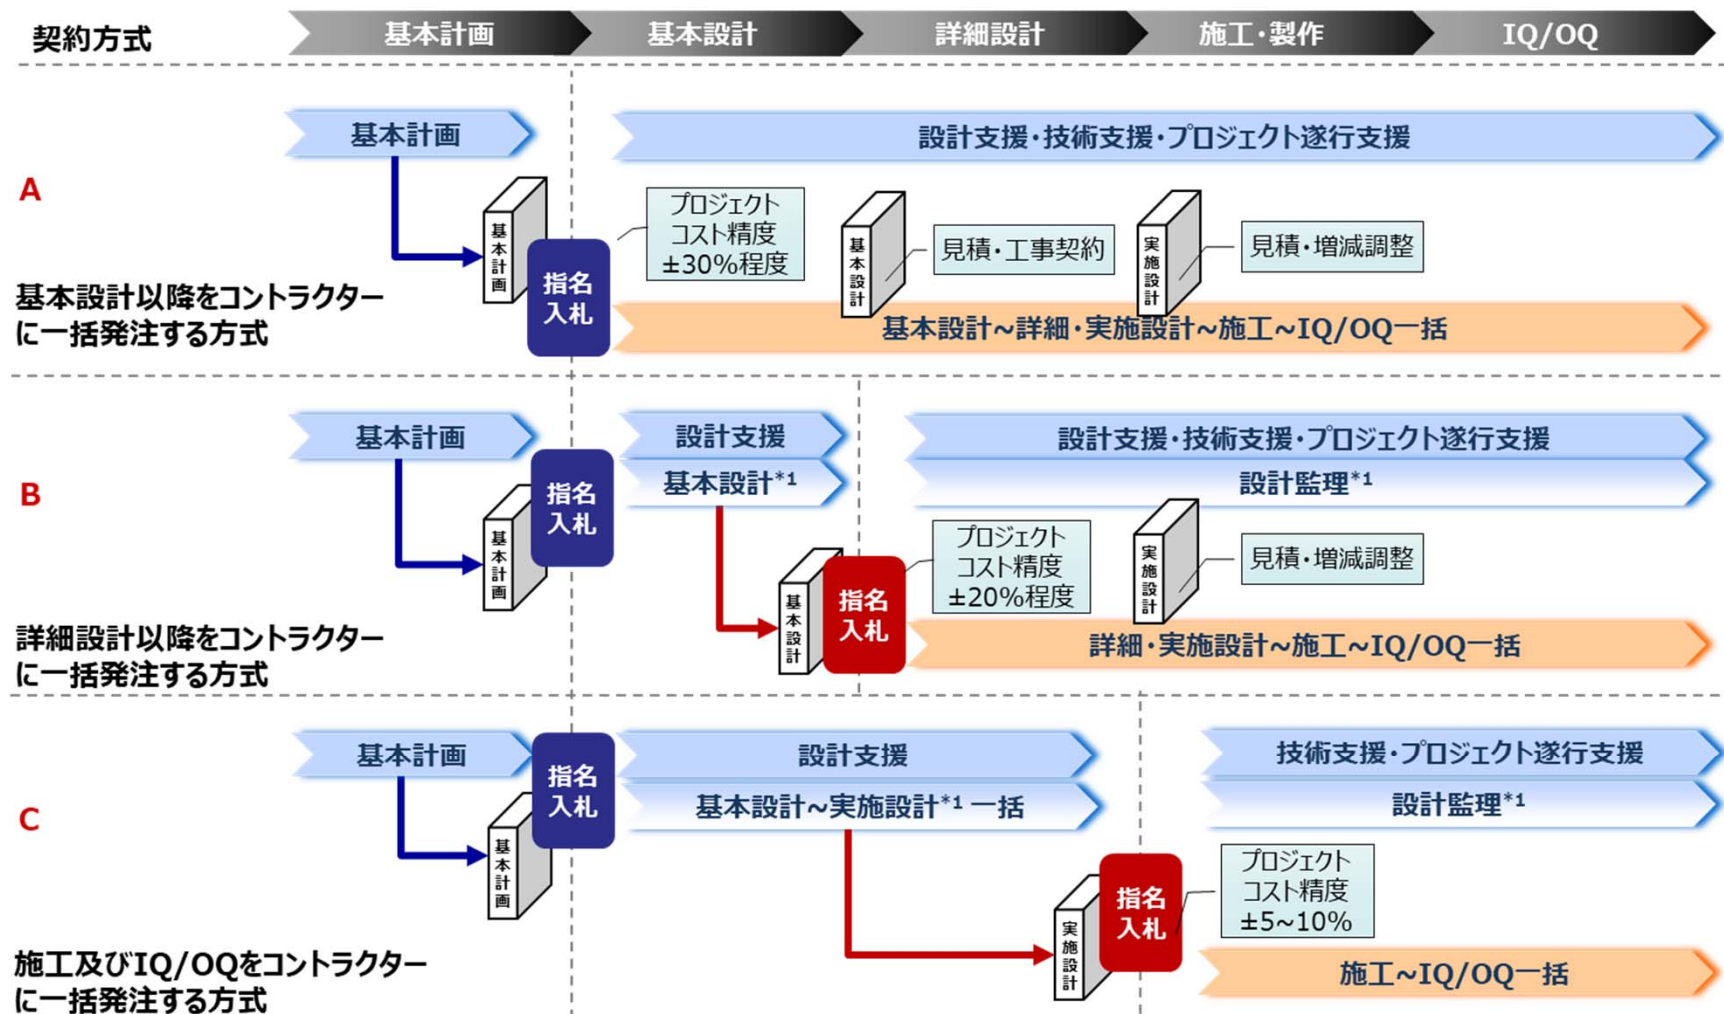 契約方式
基本計画
基本設計
詳細設計
施工・製作
IQ/OQ
基本計画
設計支援・技術支援・プロジェクト遂行支援
A
基本計画
指名
入札
プロジェクト
コスト精度
±30%程度
基本設計
見積・工事契約
実施設計
見積・増減調整
基本設計以降をコントラクター
に一括発注する方式
基本設計~詳細・実施設計~施工~IQ/OQ一括
基本計画
設計支援
設計支援・技術支援・プロジェクト遂行支援
基本設計*1
設計監理*1
B
基本計画
指名
入札
基本設計
指名
入札
プロジェクト
コスト精度
±20%程度
実施設計
見積・増減調整
詳細設計以降をコントラクター
に一括発注する方式
詳細・実施設計~施工~IQ/OQ一括
基本計画
設計支援
技術支援・プロジェクト遂行支援
基本設計~実施設計*1 一括
設計監理*1
C
基本計画
指名
入札
実施設計
指名
入札
プロジェクト
コスト精度
±5~10%
施工及びIQ/OQをコントラクター
に一括発注する方式
施工~IQ/OQ一括